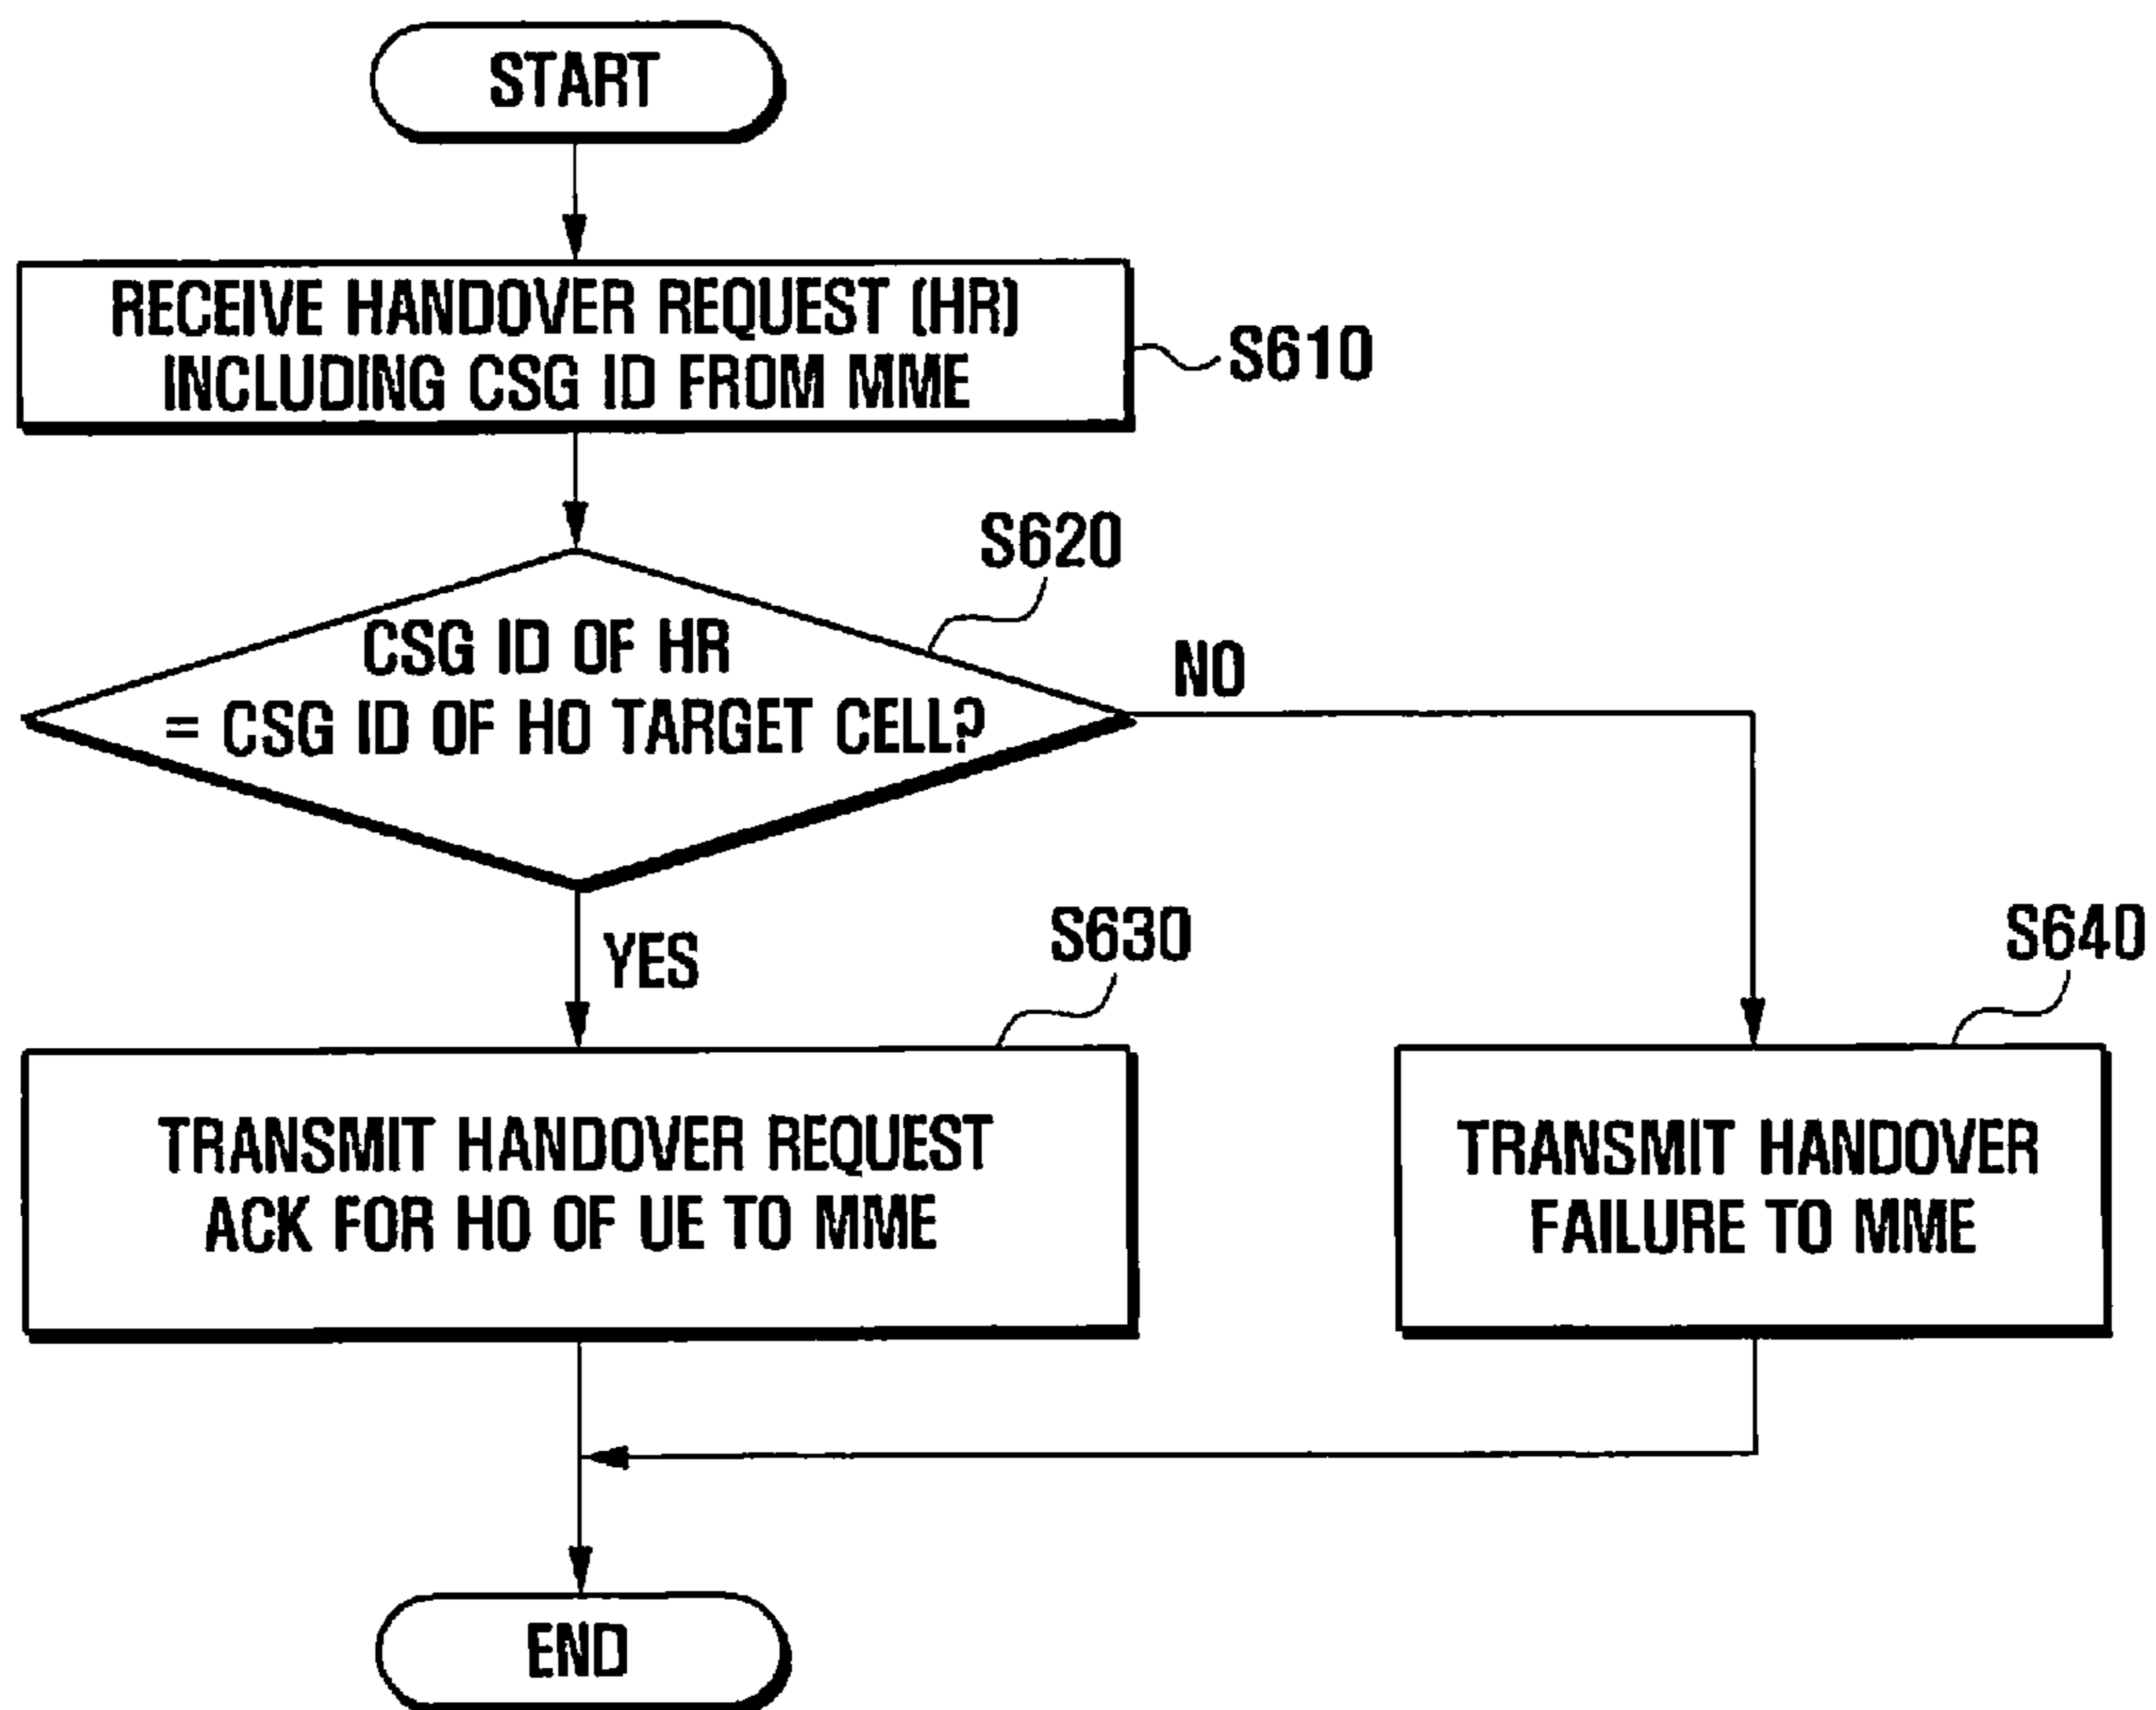 START
RECEIVE HANDOVER REQUEST (HR)
INCLUDING CSG ID FROM MME
S610
S620
CSG ID OF HR
= CSG ID OF HO TARGET CELL?
NO
YES
S630
S640
TRANSMIT HANDOVER REQUEST
ACK FOR HO OF UE TO MME
TRANSMIT HANDOVER
FAILURE TO MME
END